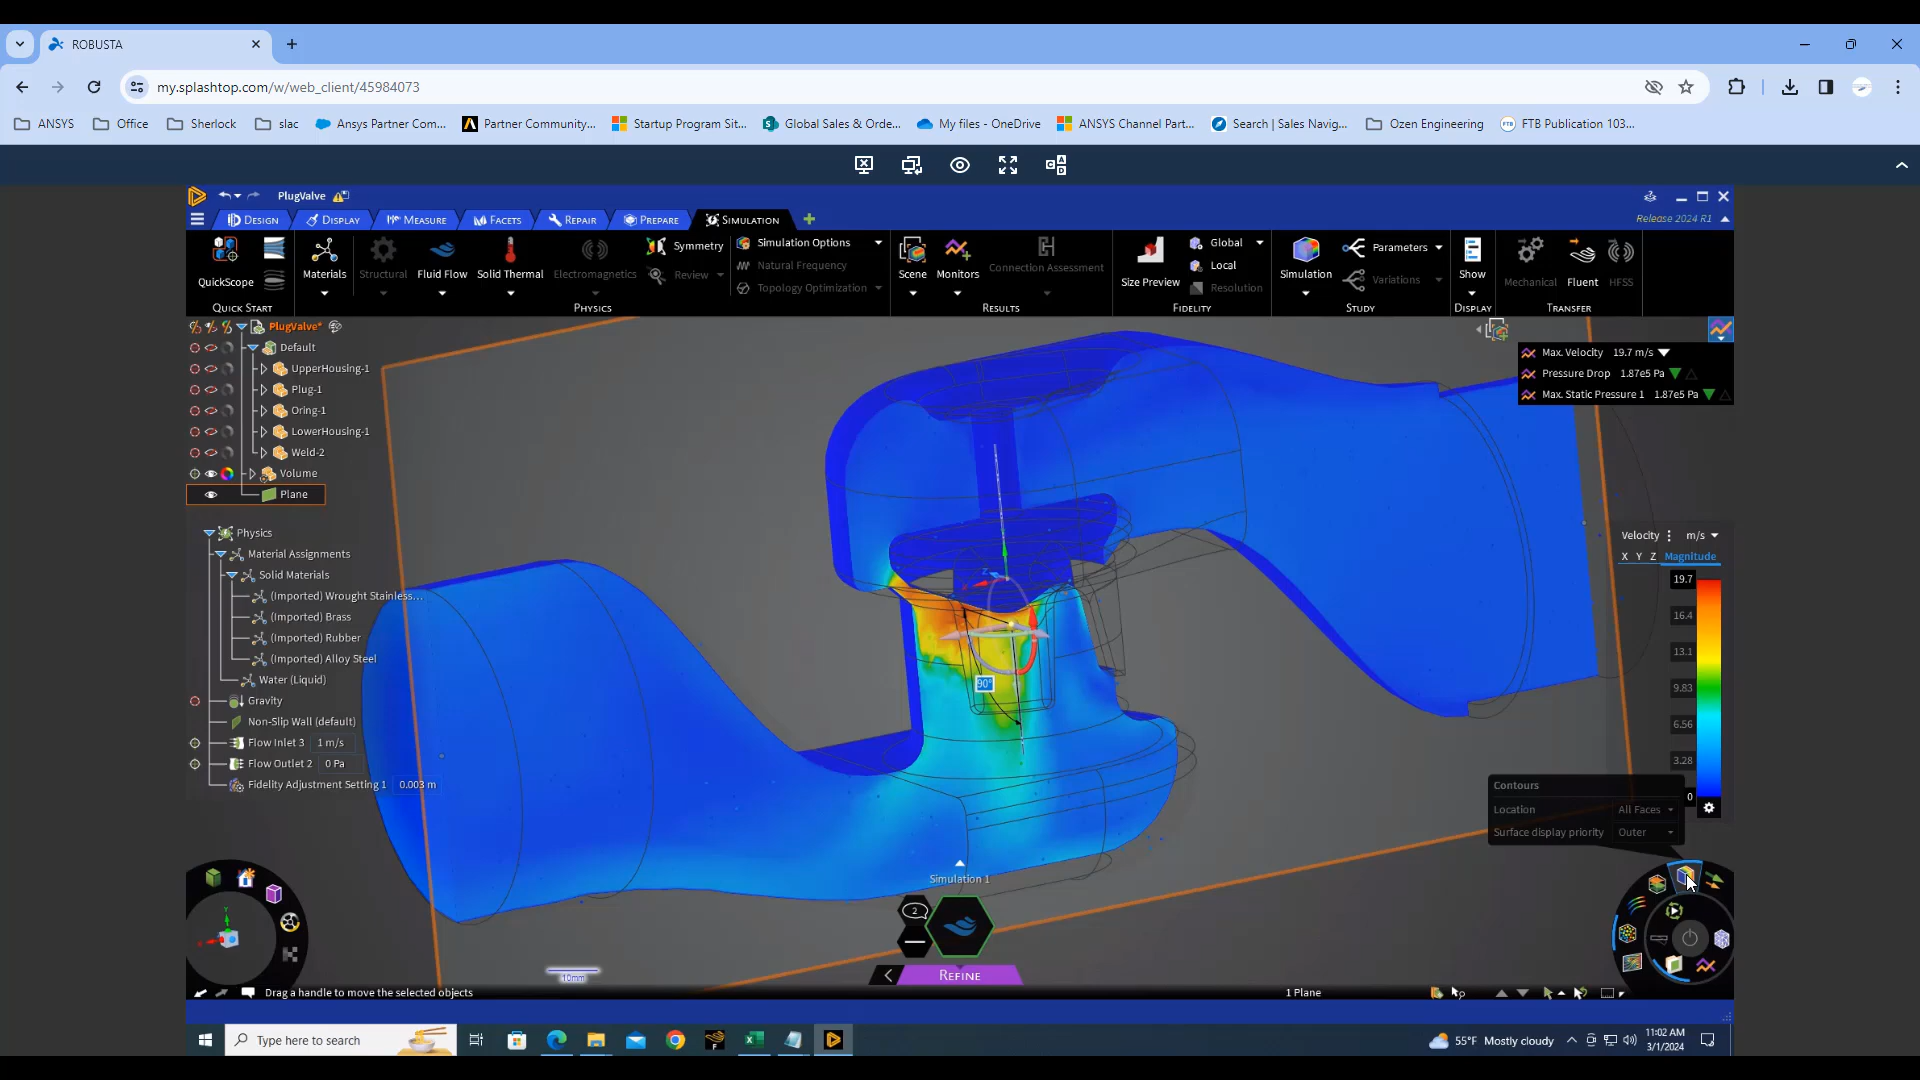 ROBUSTA
my.splashtop.com/w/web_client/45984073
ANSYS Office Sherlock slac Ansys Partner Com... Partner Community... Startup Program Sit... Global Sales & Orde... My files - OneDrive ANSYS Channel Part... Search | Sales Navig... Ozen Engineering FTB Publication 103...
PlugValve
DESIGN DISPLAY MEASURE FACETS REPAIR PREPARE SIMULATION
Release 2024 R1
QuickScope Materials Structural Fluid Flow Solid Thermal Electromagnetics Symmetry Review
Simulation Options
Natural Frequency
Topology Optimization
Scene Monitors Connection Assessment
Size Preview Global Local Resolution
Simulation Parameters Variations
Show Mechanical Fluent HFSS
QUICK START PHYSICS RESULTS FIDELITY STUDY DISPLAY TRANSFER
PlugValve*
Default
UpperHousing-1
Plug-1
Oring-1
LowerHousing-1
Weld-2
Volume
Plane
Physics
Material Assignments
Solid Materials
(Imported) Wrought Stainless...
(Imported) Brass
(Imported) Rubber
(Imported) Alloy Steel
Water (Liquid)
Gravity
Non-Slip Wall (default)
Flow Inlet 3 1 m/s
Flow Outlet 2 0 Pa
Fidelity Adjustment Setting 1 0.003 m
Max. Velocity 19.7 m/s
Pressure Drop 1.87e5 Pa
Max. Static Pressure 1 1.87e5 Pa
Velocity m/s
X Y Z Magnitude
19.7
16.4
13.1
9.83
6.56
3.28
0
90°
Contours
Location All Faces
Surface display priority Outer
Simulation 1
2
REFINE
10mm
Drag a handle to move the selected objects
1 Plane
Type here to search
55°F Mostly cloudy
11:02 AM
3/1/2024